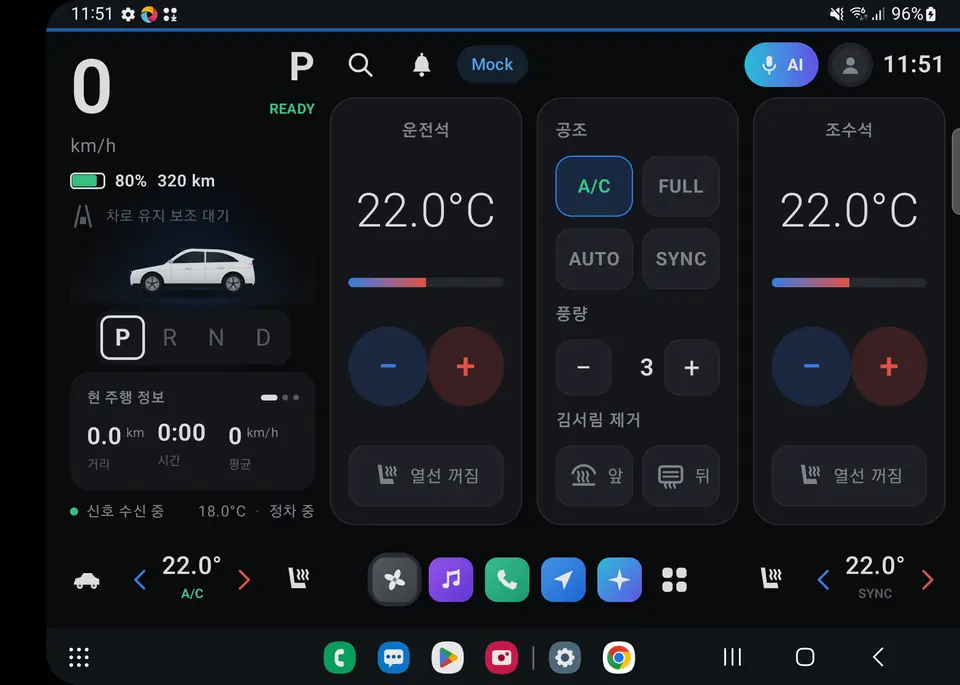 11:51
96%
0
P
READY
km/h
80% 320 km
차로 유지 보조 대기
P R N D
현 주행 정보
0.0 km 0:00 0 km/h
거리 시간 평균
신호 수신 중 18.0°C · 정차 중
Mock
AI
11:51
운전석
22.0°C
− +
열선 꺼짐
공조
A/C FULL
AUTO SYNC
풍량
− 3 +
김서림 제거
앞 뒤
조수석
22.0°C
− +
열선 꺼짐
22.0°
A/C
22.0°
SYNC